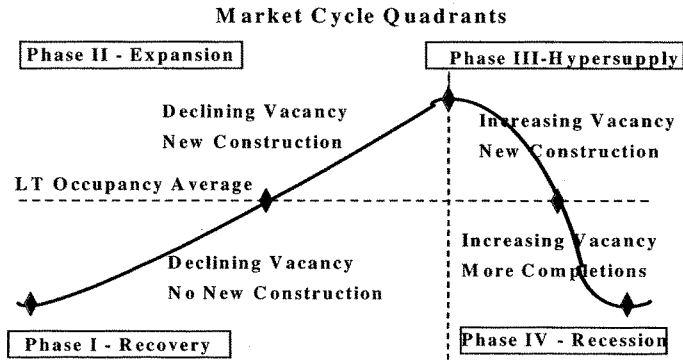 Market Cycle Quadrants
Phase II - Expansion
Phase III-Hypersupply
Declining Vacancy
New Construction
Increasing Vacancy
New Construction
LT Occupancy Average
Declining Vacancy
No New Construction
Increasing Vacancy
More Completions
Phase I - Recovery
Phase IV - Recession